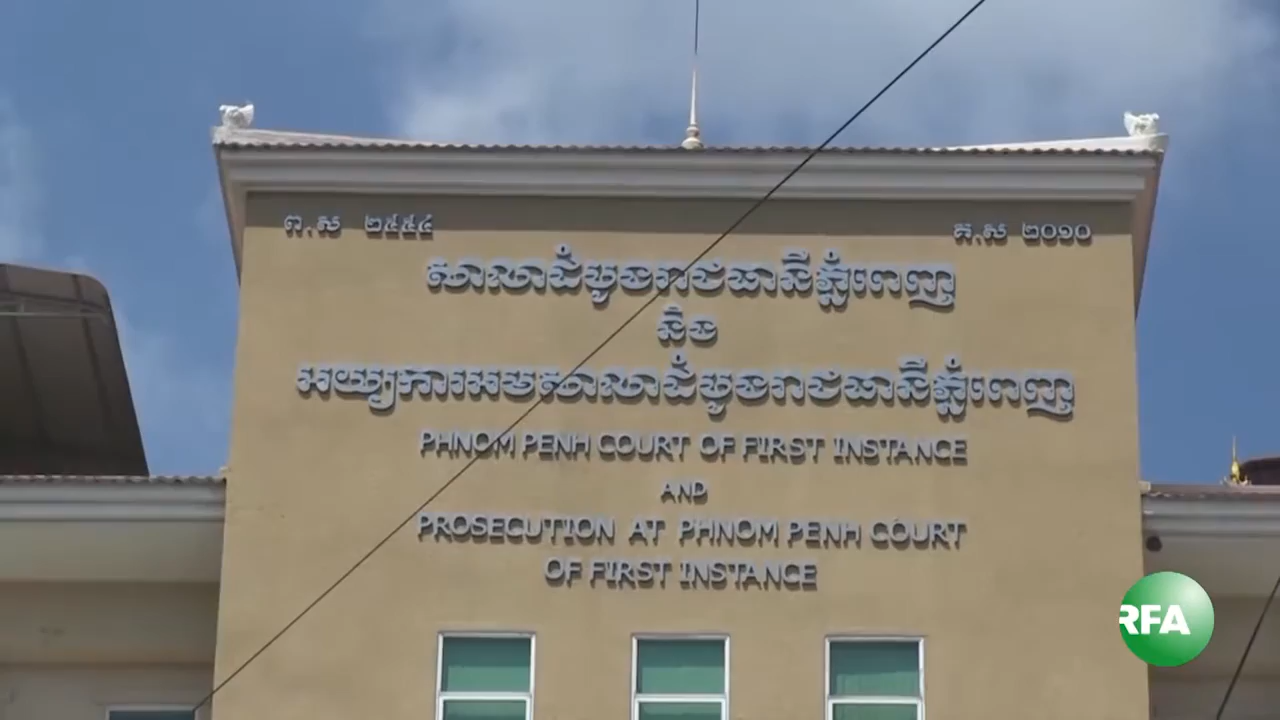 ព.ស ២៥៥៤
គ.ស ២០១០
សាលាដំបូងរាជធានីភ្នំពេញ
និង
អយ្យការអមសាលាដំបូងរាជធានីភ្នំពេញ
PHNOM PENH COURT OF FIRST INSTANCE
AND
PROSECUTION AT PHNOM PENH COURT
OF FIRST INSTANCE
RFA